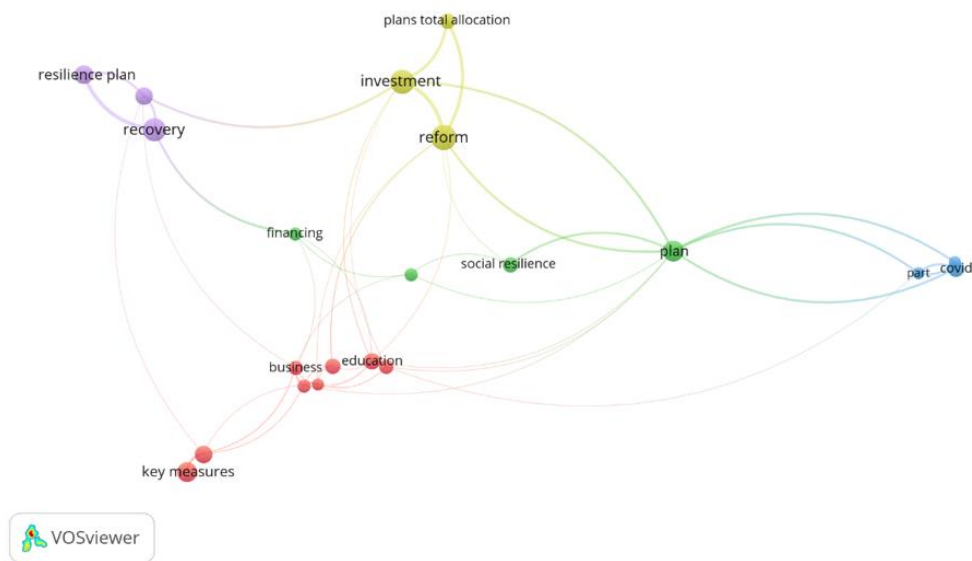 plans total allocation
resilience plan
investment
recovery
reform
financing
social resilience
plan
part
covid
business
education
key measures
VOSviewer